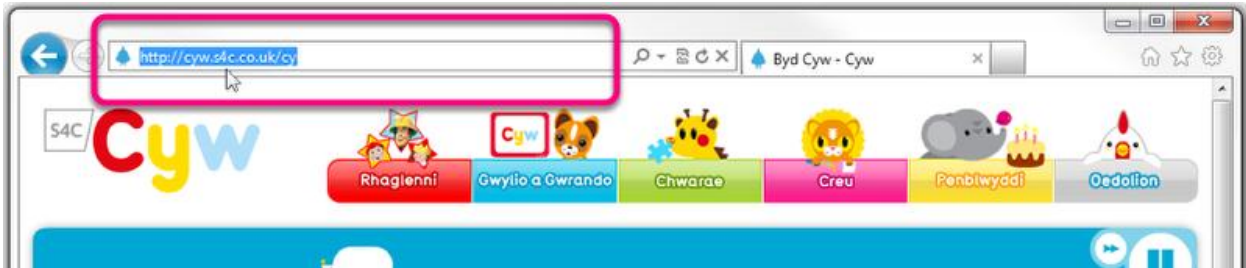 http://cyw.s4c.co.uk/cy
Byd Cyw - Cyw
S4C
Cyw
Cyw
Rhaglenni
Gwylio a Gwrando
Chwarae
Creu
Penblwyddi
Oedolion